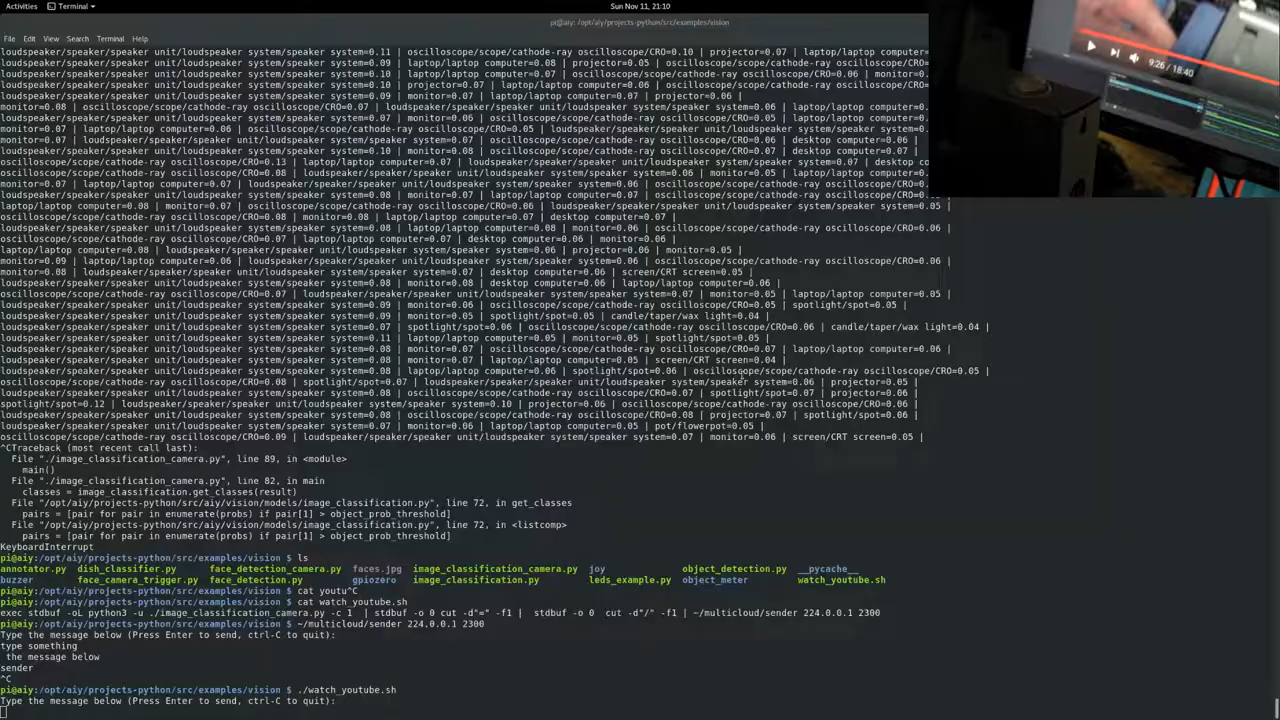 Activities Terminal Sun Nov 11, 21:10
pi@aiy: /opt/aiy/projects-python/src/examples/vision
File Edit View Search Terminal Help
9:26 / 18:40
loudspeaker/speaker/speaker unit/loudspeaker system/speaker system=0.11 | oscilloscope/scope/cathode-ray oscilloscope/CRO=0.10 | projector=0.07 | laptop/laptop computer=0.
loudspeaker/speaker/speaker unit/loudspeaker system/speaker system=0.09 | laptop/laptop computer=0.08 | projector=0.05 | oscilloscope/scope/cathode-ray oscilloscope/CRO=
loudspeaker/speaker/speaker unit/loudspeaker system/speaker system=0.10 | laptop/laptop computer=0.07 | oscilloscope/scope/cathode-ray oscilloscope/CRO=0.06 | monitor=0.
loudspeaker/speaker/speaker unit/loudspeaker system/speaker system=0.10 | projector=0.07 | laptop/laptop computer=0.06 | oscilloscope/scope/cathode-ray oscilloscope/CRO=
loudspeaker/speaker/speaker unit/loudspeaker system/speaker system=0.09 | monitor=0.07 | laptop/laptop computer=0.07 | projector=0.06 |
monitor=0.08 | oscilloscope/scope/cathode-ray oscilloscope/CRO=0.07 | loudspeaker/speaker/speaker unit/loudspeaker system/speaker system=0.06 | laptop/laptop computer=0.
loudspeaker/speaker/speaker unit/loudspeaker system/speaker system=0.07 | monitor=0.06 | oscilloscope/scope/cathode-ray oscilloscope/CRO=0.05 | laptop/laptop computer=0.
monitor=0.07 | laptop/laptop computer=0.06 | oscilloscope/scope/cathode-ray oscilloscope/CRO=0.05 | loudspeaker/speaker/speaker unit/loudspeaker system/speaker system=0.
monitor=0.07 | loudspeaker/speaker/speaker unit/loudspeaker system/speaker system=0.07 | oscilloscope/scope/cathode-ray oscilloscope/CRO=0.06 | desktop computer=0.06 |
loudspeaker/speaker/speaker unit/loudspeaker system/speaker system=0.10 | monitor=0.08 | laptop/laptop computer=0.07 | desktop computer=0.07 |
oscilloscope/scope/cathode-ray oscilloscope/CRO=0.13 | laptop/laptop computer=0.07 | loudspeaker/speaker/speaker unit/loudspeaker system/speaker system=0.07 | desktop co
oscilloscope/scope/cathode-ray oscilloscope/CRO=0.08 | loudspeaker/speaker/speaker unit/loudspeaker system/speaker system=0.06 | monitor=0.05 | laptop/laptop computer=0.
monitor=0.07 | laptop/laptop computer=0.07 | loudspeaker/speaker/speaker unit/loudspeaker system/speaker system=0.06 | oscilloscope/scope/cathode-ray oscilloscope/CRO=0.
loudspeaker/speaker/speaker unit/loudspeaker system/speaker system=0.08 | monitor=0.07 | laptop/laptop computer=0.06 | oscilloscope/scope/cathode-ray oscilloscope/CRO=0.
laptop/laptop computer=0.08 | monitor=0.07 | oscilloscope/scope/cathode-ray oscilloscope/CRO=0.06 | loudspeaker/speaker/speaker unit/loudspeaker system/speaker system=0.05 |
oscilloscope/scope/cathode-ray oscilloscope/CRO=0.08 | monitor=0.08 | laptop/laptop computer=0.07 | desktop computer=0.07 |
loudspeaker/speaker/speaker unit/loudspeaker system/speaker system=0.08 | monitor=0.08 | laptop/laptop computer=0.08 | oscilloscope/scope/cathode-ray oscilloscope/CRO=0.06 |
oscilloscope/scope/cathode-ray oscilloscope/CRO=0.07 | laptop/laptop computer=0.07 | desktop computer=0.06 | monitor=0.06 |
laptop/laptop computer=0.08 | loudspeaker/speaker/speaker unit/loudspeaker system/speaker system=0.06 | projector=0.06 | monitor=0.05 |
monitor=0.09 | laptop/laptop computer=0.06 | loudspeaker/speaker/speaker unit/loudspeaker system/speaker system=0.06 | oscilloscope/scope/cathode-ray oscilloscope/CRO=0.06 |
monitor=0.08 | loudspeaker/speaker/speaker unit/loudspeaker system/speaker system=0.07 | desktop computer=0.06 | screen/CRT screen=0.05 |
loudspeaker/speaker/speaker unit/loudspeaker system/speaker system=0.08 | monitor=0.08 | desktop computer=0.06 | laptop/laptop computer=0.06 |
oscilloscope/scope/cathode-ray oscilloscope/CRO=0.07 | loudspeaker/speaker/speaker unit/loudspeaker system/speaker system=0.07 | monitor=0.05 | laptop/laptop computer=0.05 |
loudspeaker/speaker/speaker unit/loudspeaker system/speaker system=0.09 | monitor=0.06 | oscilloscope/scope/cathode-ray oscilloscope/CRO=0.05 | spotlight/spot=0.05 |
loudspeaker/speaker/speaker unit/loudspeaker system/speaker system=0.09 | monitor=0.05 | spotlight/spot=0.05 | candle/taper/wax light=0.04 |
loudspeaker/speaker/speaker unit/loudspeaker system/speaker system=0.07 | spotlight/spot=0.06 | oscilloscope/scope/cathode-ray oscilloscope/CRO=0.06 | candle/taper/wax light=0.04 |
loudspeaker/speaker/speaker unit/loudspeaker system/speaker system=0.11 | laptop/laptop computer=0.05 | monitor=0.05 | spotlight/spot=0.05 |
loudspeaker/speaker/speaker unit/loudspeaker system/speaker system=0.08 | monitor=0.07 | oscilloscope/scope/cathode-ray oscilloscope/CRO=0.07 | laptop/laptop computer=0.06 |
loudspeaker/speaker/speaker unit/loudspeaker system/speaker system=0.08 | monitor=0.07 | laptop/laptop computer=0.05 | screen/CRT screen=0.04 |
loudspeaker/speaker/speaker unit/loudspeaker system/speaker system=0.08 | laptop/laptop computer=0.06 | spotlight/spot=0.06 | oscilloscope/scope/cathode-ray oscilloscope/CRO=0.05 |
oscilloscope/scope/cathode-ray oscilloscope/CRO=0.08 | spotlight/spot=0.07 | loudspeaker/speaker/speaker unit/loudspeaker system/speaker system=0.06 | projector=0.05 |
loudspeaker/speaker/speaker unit/loudspeaker system/speaker system=0.08 | oscilloscope/scope/cathode-ray oscilloscope/CRO=0.07 | spotlight/spot=0.07 | projector=0.06 |
spotlight/spot=0.12 | loudspeaker/speaker/speaker unit/loudspeaker system/speaker system=0.10 | projector=0.06 | oscilloscope/scope/cathode-ray oscilloscope/CRO=0.06 |
loudspeaker/speaker/speaker unit/loudspeaker system/speaker system=0.08 | oscilloscope/scope/cathode-ray oscilloscope/CRO=0.08 | projector=0.07 | spotlight/spot=0.06 |
loudspeaker/speaker/speaker unit/loudspeaker system/speaker system=0.07 | monitor=0.06 | laptop/laptop computer=0.05 | pot/flowerpot=0.05 |
oscilloscope/scope/cathode-ray oscilloscope/CRO=0.09 | loudspeaker/speaker/speaker unit/loudspeaker system/speaker system=0.07 | monitor=0.06 | screen/CRT screen=0.05 |
^CTraceback (most recent call last):
File "./image_classification_camera.py", line 89, in <module>
main()
File "./image_classification_camera.py", line 82, in main
classes = image_classification.get_classes(result)
File "/opt/aiy/projects-python/src/aiy/vision/models/image_classification.py", line 72, in get_classes
pairs = [pair for pair in enumerate(probs) if pair[1] > object_prob_threshold]
File "/opt/aiy/projects-python/src/aiy/vision/models/image_classification.py", line 72, in <listcomp>
pairs = [pair for pair in enumerate(probs) if pair[1] > object_prob_threshold]
KeyboardInterrupt
pi@aiy:/opt/aiy/projects-python/src/examples/vision $ ls
annotator.py dish_classifier.py face_detection_camera.py faces.jpg image_classification_camera.py joy object_detection.py __pycache__
buzzer face_camera_trigger.py face_detection.py gpiozero image_classification.py leds_example.py object_meter watch_youtube.sh
pi@aiy:/opt/aiy/projects-python/src/examples/vision $ cat youtu^C
pi@aiy:/opt/aiy/projects-python/src/examples/vision $ cat watch_youtube.sh
exec stdbuf -oL python3 -u ./image_classification_camera.py -c 1 | stdbuf -o 0 cut -d"=" -f1 | stdbuf -o 0 cut -d"/" -f1 | ~/multicloud/sender 224.0.0.1 2300
pi@aiy:/opt/aiy/projects-python/src/examples/vision $ ~/multicloud/sender 224.0.0.1 2300
Type the message below (Press Enter to send, ctrl-C to quit):
type something
the message below
sender
^C
pi@aiy:/opt/aiy/projects-python/src/examples/vision $ ./watch_youtube.sh
Type the message below (Press Enter to send, ctrl-C to quit):